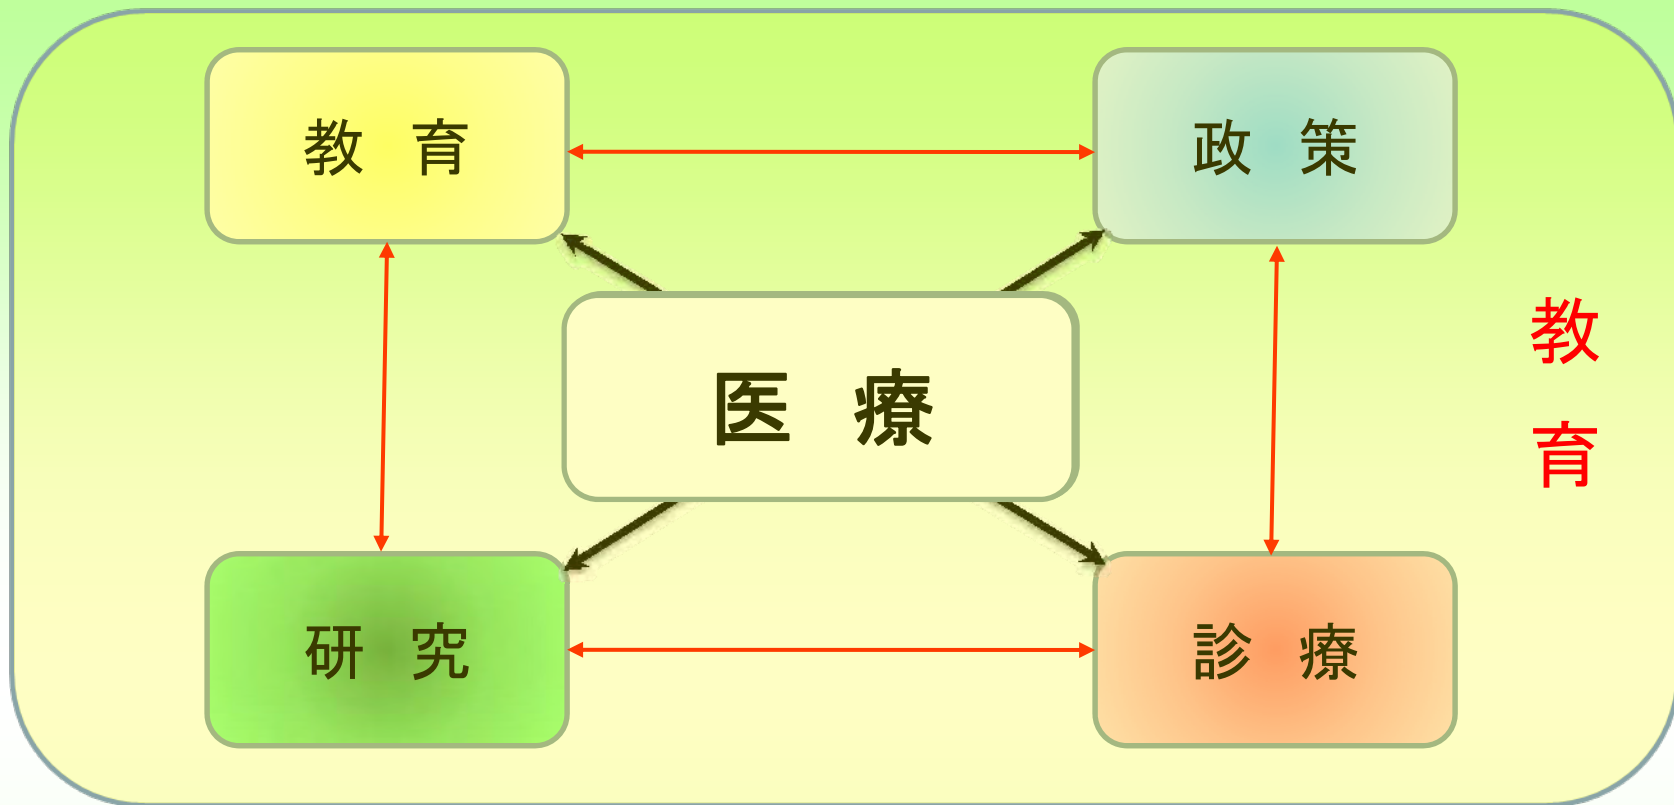 教 育
政 策
医 療
教
育
研 究
診 療